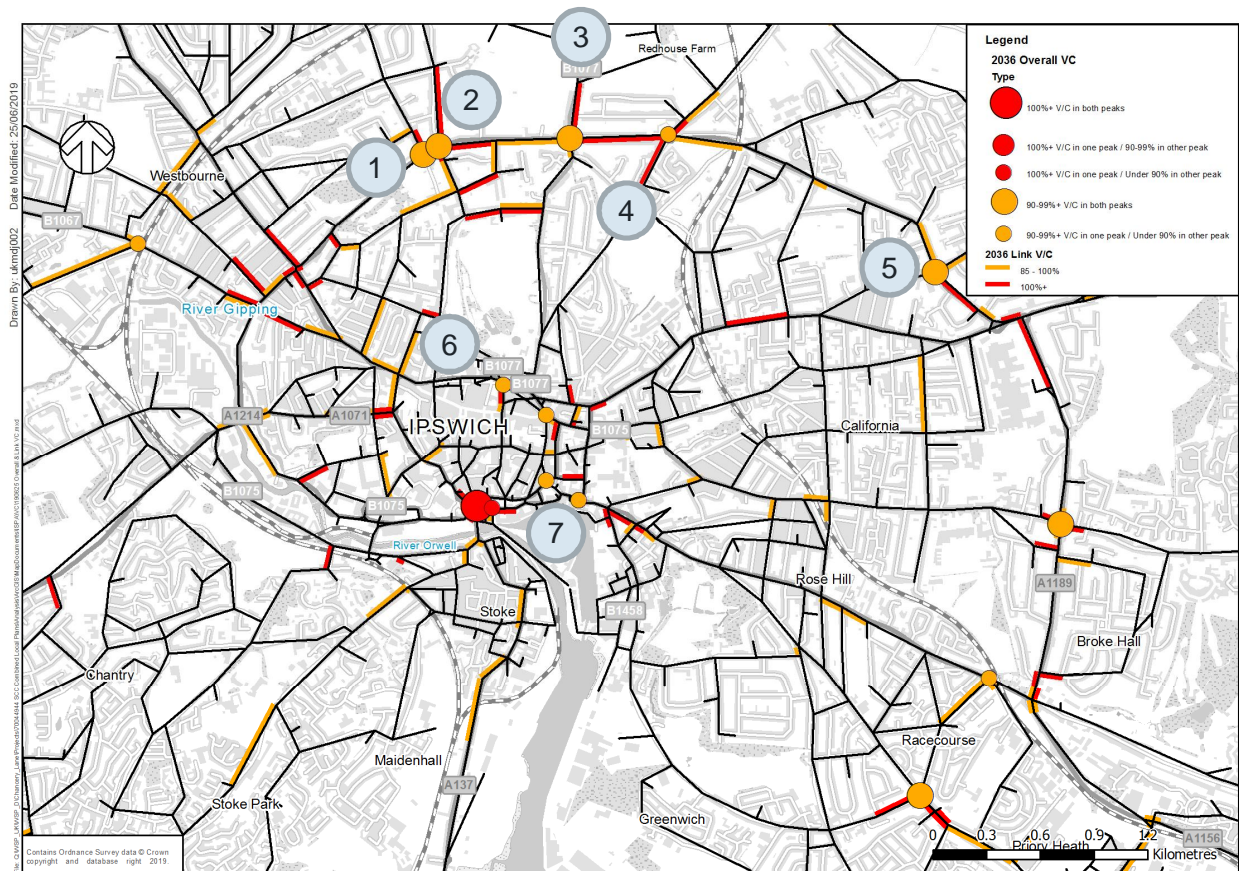 3
Redhouse Farm
B1077
2
1
4
5
6
7
Westbourne
B1067
River Gipping
B1077
B1077
IPSWICH
A1214
A1071
B1075
California
B1075
B1075
River Orwell
Stoke
B1458
Rose Hill
A1189
Broke Hall
Chantry
Maidenhall
Racecourse
A137
Stoke Park
Greenwich
Priory Heath
A1156
Legend
2036 Overall VC
Type
100%+ V/C in both peaks
100%+ V/C in one peak / 90-99% in other peak
100%+ V/C in one peak / Under 90% in other peak
90-99%+ V/C in both peaks
90-99%+ V/C in one peak / Under 90% in other peak
2036 Link V/C
85 - 100%
100%+
0 0.3 0.6 0.9 1.2
Kilometres
Contains Ordnance Survey data © Crown
copyright and database right 2019.
Date Modified: 25/06/2019
Drawn By: ukmdj002